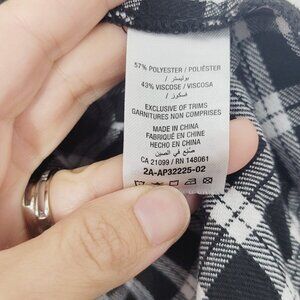 57% POLYESTER / POLIÉSTER
/ بوليستر
43% VISCOSE / VISCOSA
/ فسكوز
EXCLUSIVE OF TRIMS
GARNITURES NON COMPRISES
MADE IN CHINA
FABRIQUÉ EN CHINE
HECHO EN CHINA
صنع في الصين
CA 21099 / RN 148061
2A-AP32225-02